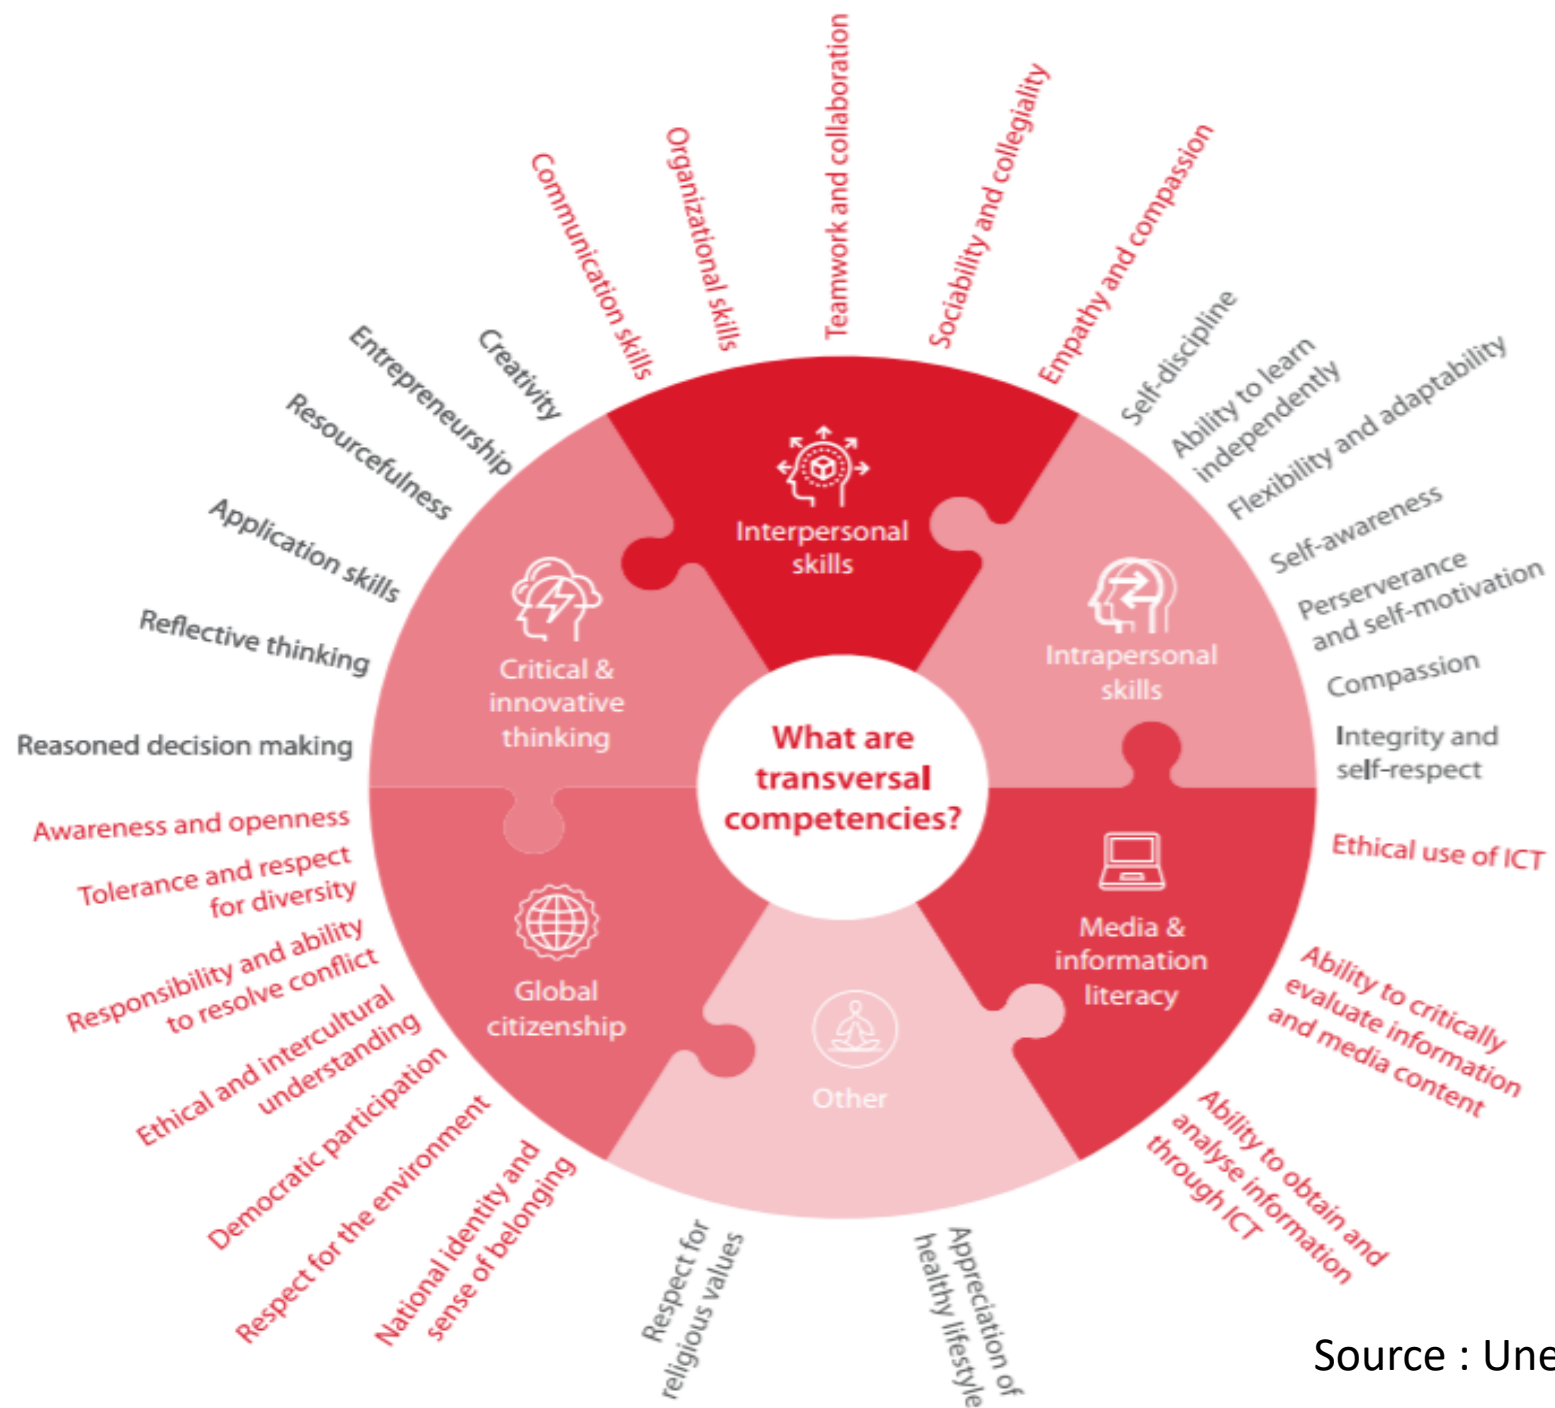 What are
transversal
competencies?
Interpersonal
skills
Communication skills
Organizational skills
Teamwork and collaboration
Sociability and collegiality
Empathy and compassion
Intrapersonal
skills
Self-discipline
Ability to learn
independently
Flexibility and adaptability
Self-awareness
Perserverance
and self-motivation
Compassion
Integrity and
self-respect
Media &
information
literacy
Ethical use of ICT
Ability to critically
evaluate information
and media content
Ability to obtain and
analyse information
through ICT
Other
Appreciation of
healthy lifestyle
Respect for
religious values
Global
citizenship
National identity and
sense of belonging
Respect for the environment
Democratic participation
Ethical and intercultural
understanding
Responsibility and ability
to resolve conflict
Tolerance and respect
for diversity
Awareness and openness
Critical &
innovative
thinking
Reasoned decision making
Reflective thinking
Application skills
Resourcefulness
Entrepreneurship
Creativity
Source : Une